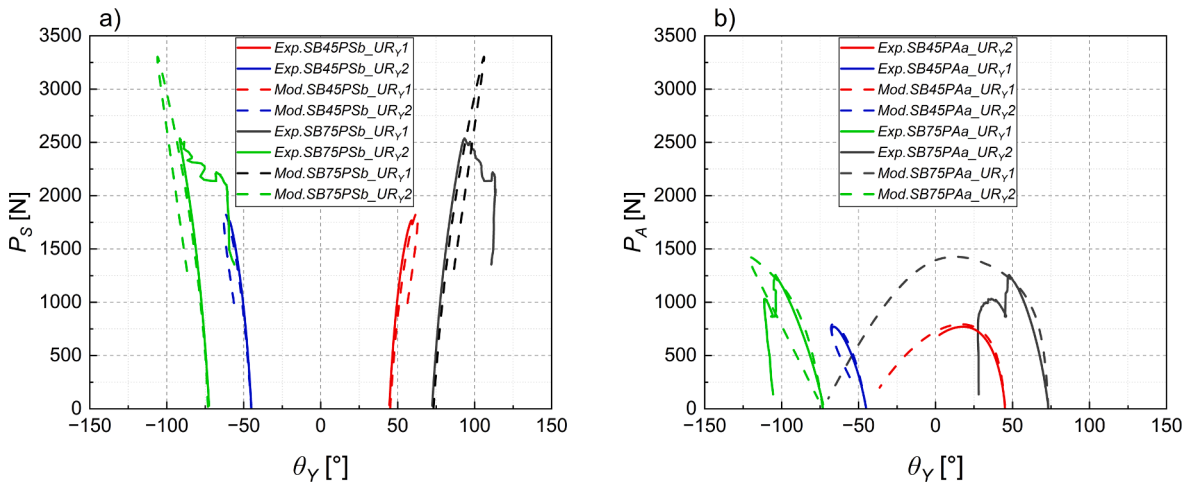 a)
3500
3000
2500
2000
1500
1000
500
0
P_S [N]
Exp.SB45PSb_UR_Y1
Exp.SB45PSb_UR_Y2
Mod.SB45PSb_UR_Y1
Mod.SB45PSb_UR_Y2
Exp.SB75PSb_UR_Y1
Exp.SB75PSb_UR_Y2
Mod.SB75PSb_UR_Y1
Mod.SB75PSb_UR_Y2
−150 −100 −50 0 50 100 150
θ_Y [°]
b)
3500
3000
2500
2000
1500
1000
500
0
P_A [N]
Exp.SB45PAa_UR_Y2
Exp.SB45PAa_UR_Y1
Mod.SB45PAa_UR_Y1
Mod.SB45PAa_UR_Y2
Exp.SB75PAa_UR_Y1
Exp.SB75PAa_UR_Y2
Mod.SB75PAa_UR_Y1
Mod.SB75PAa_UR_Y2
−150 −100 −50 0 50 100 150
θ_Y [°]